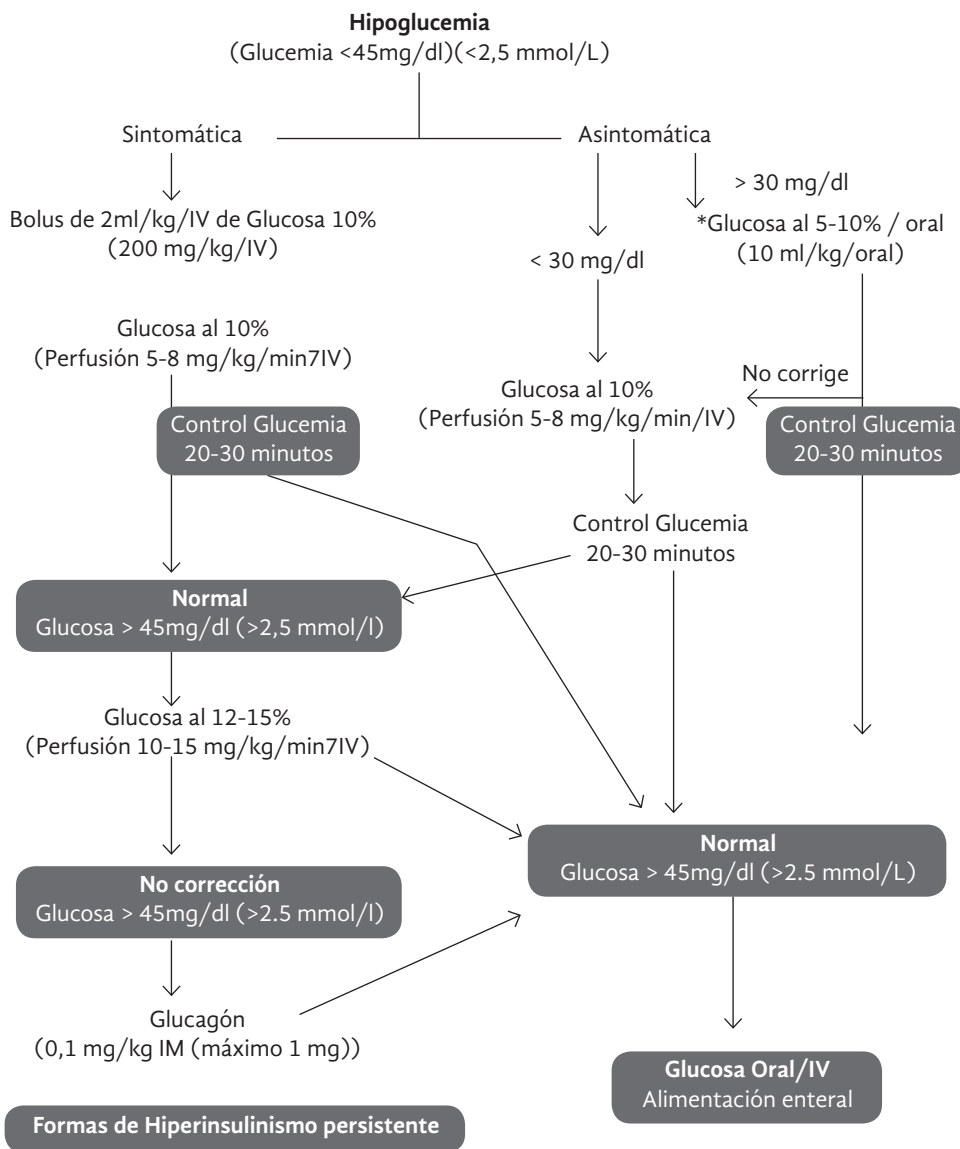 Hipoglucemia
(Glucemia <45mg/dl)(<2,5 mmol/L)
Sintomática
Asintomática
Bolus de 2ml/kg/IV de Glucosa 10%
(200 mg/kg/IV)
> 30 mg/dl
*Glucosa al 5-10% / oral
(10 ml/kg/oral)
< 30 mg/dl
Glucosa al 10%
(Perfusión 5-8 mg/kg/min7IV)
No corrige
Glucosa al 10%
(Perfusión 5-8 mg/kg/min/IV)
Control Glucemia
20-30 minutos
Control Glucemia
20-30 minutos
Control Glucemia
20-30 minutos
Normal
Glucosa > 45mg/dl (>2,5 mmol/l)
Glucosa al 12-15%
(Perfusión 10-15 mg/kg/min7IV)
Normal
Glucosa > 45mg/dl (>2.5 mmol/L)
No corrección
Glucosa > 45mg/dl (>2.5 mmol/l)
Glucagón
(0,1 mg/kg IM (máximo 1 mg))
Glucosa Oral/IV
Alimentación enteral
Formas de Hiperinsulinismo persistente